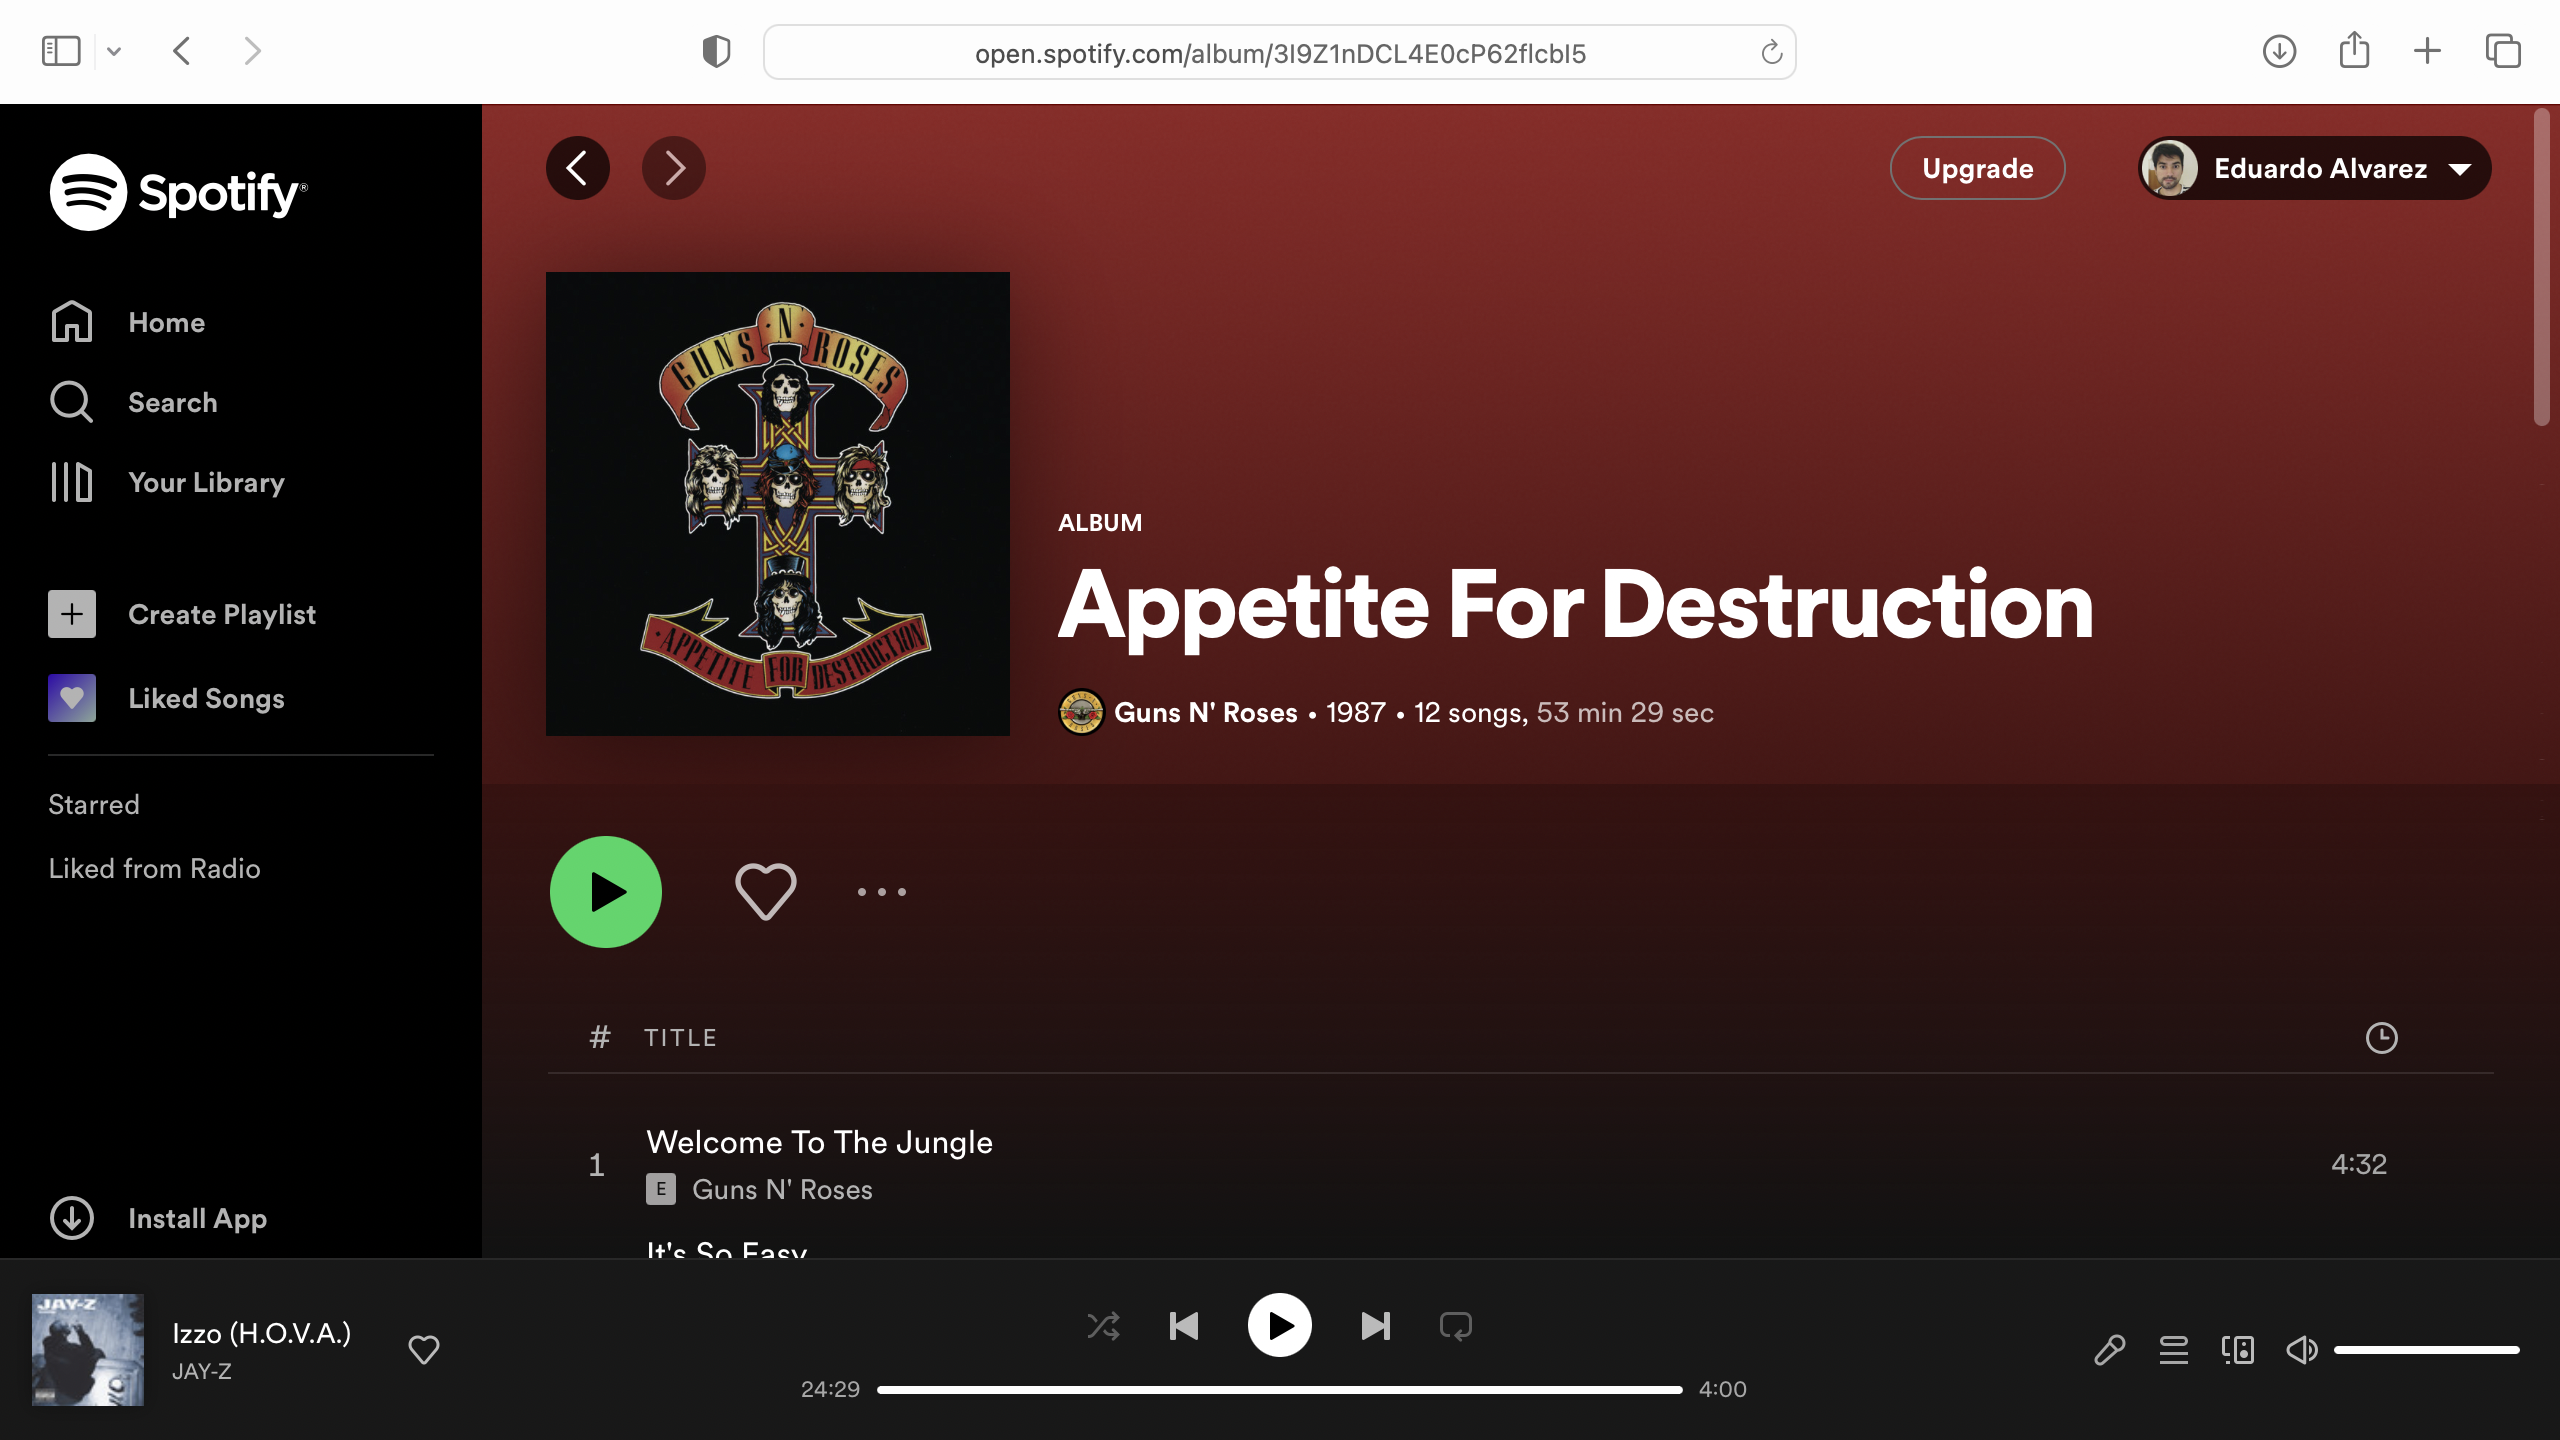 open.spotify.com/album/3I9Z1nDCL4E0cP62flcbI5
Spotify®
Home
Search
Your Library
Create Playlist
Liked Songs
Starred
Liked from Radio
Install App
Upgrade
Eduardo Alvarez
GUNS N' ROSES
APPETITE FOR DESTRUCTION
ALBUM
Appetite For Destruction
Guns N' Roses • 1987 • 12 songs, 53 min 29 sec
# TITLE
1 Welcome To The Jungle 4:32
E Guns N' Roses
It's So Easy
JAY-Z
Izzo (H.O.V.A.)
JAY-Z
24:29 4:00